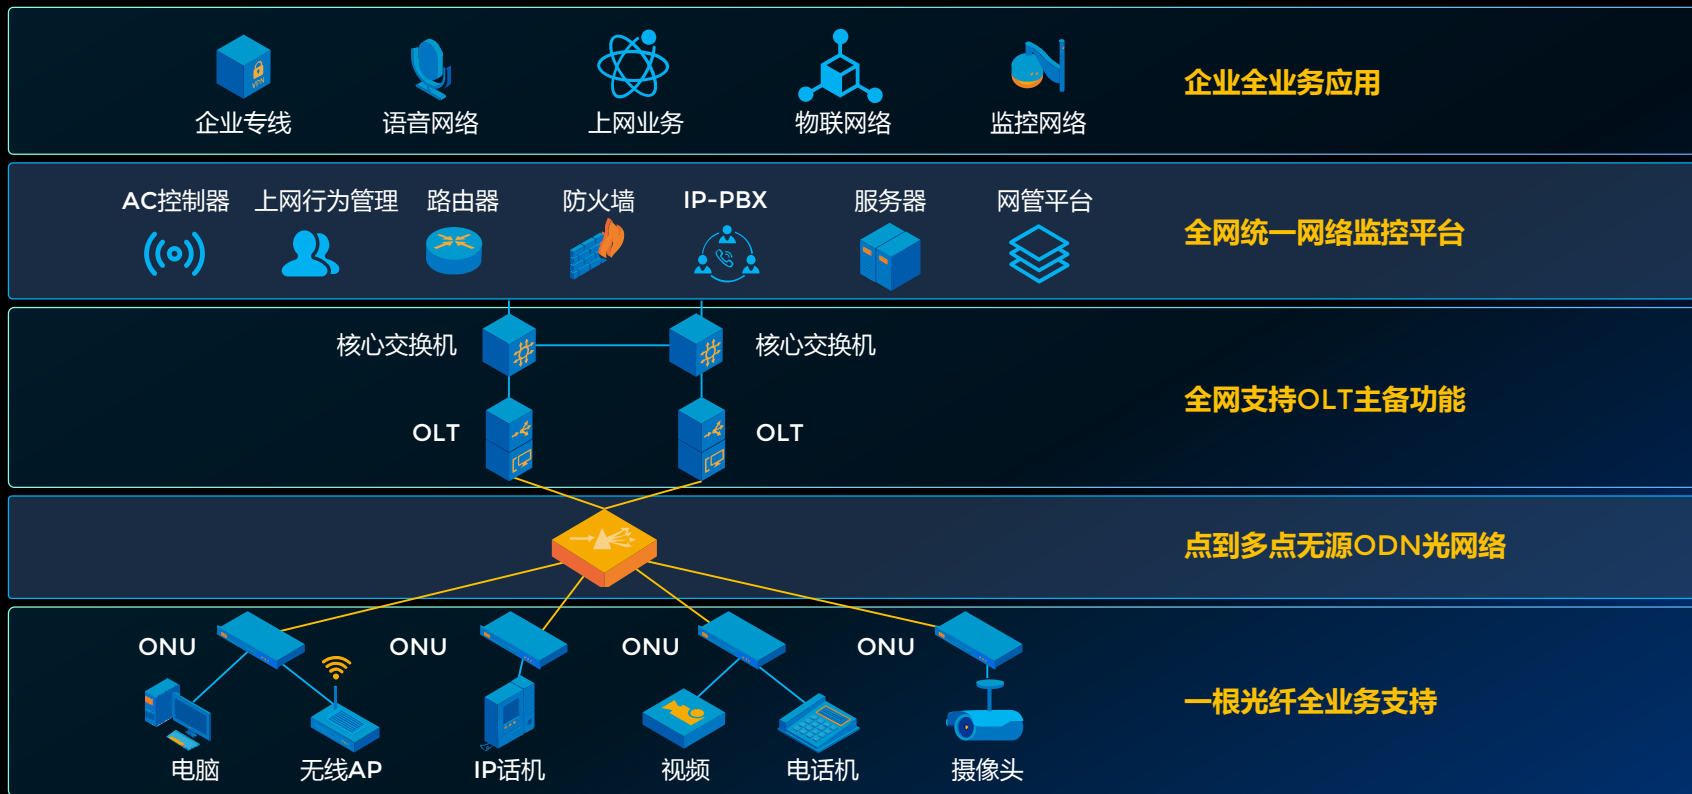 企业专线
语音网络
上网业务
物联网络
监控网络
企业全业务应用
VPN
AC控制器
上网行为管理
路由器
防火墙
IP-PBX
服务器
网管平台
全网统一网络监控平台
核心交换机
核心交换机
OLT
OLT
全网支持OLT主备功能
点到多点无源ODN光网络
ONU
ONU
ONU
ONU
一根光纤全业务支持
电脑
无线AP
IP话机
视频
电话机
摄像头